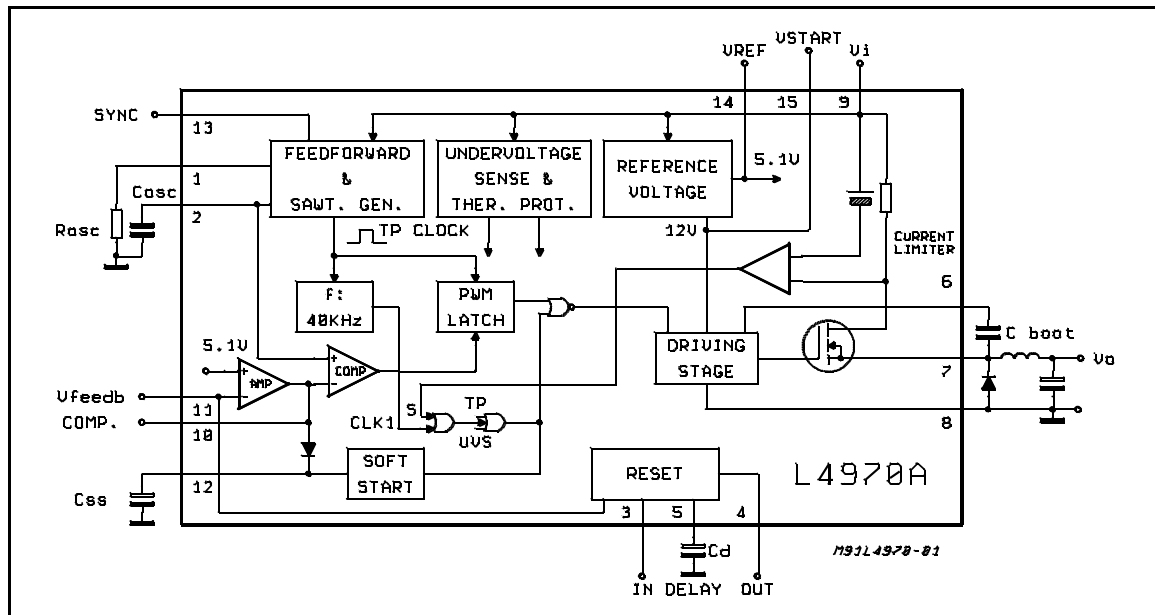 VSTART
VREF
Vi
14
15
9
SYNC
13
FEEDFORWARD
&
SAWT. GEN.
UNDERVOLTAGE
SENSE &
THER. PROT.
REFERENCE
VOLTAGE
5.1V
1
Cosc
2
Rosc
TP CLOCK
12V
CURRENT
LIMITER
6
F:
40KHz
PWM
LATCH
C boot
5.1V
+
AMP
-
+
COMP
-
DRIVING
STAGE
7
Vo
Vfeedb
11
S
TP
8
COMP.
10
CLK1
UVS
SOFT
START
RESET
L4970A
Css
12
3
5
4
Cd
M91L4970-01
IN
DELAY
OUT